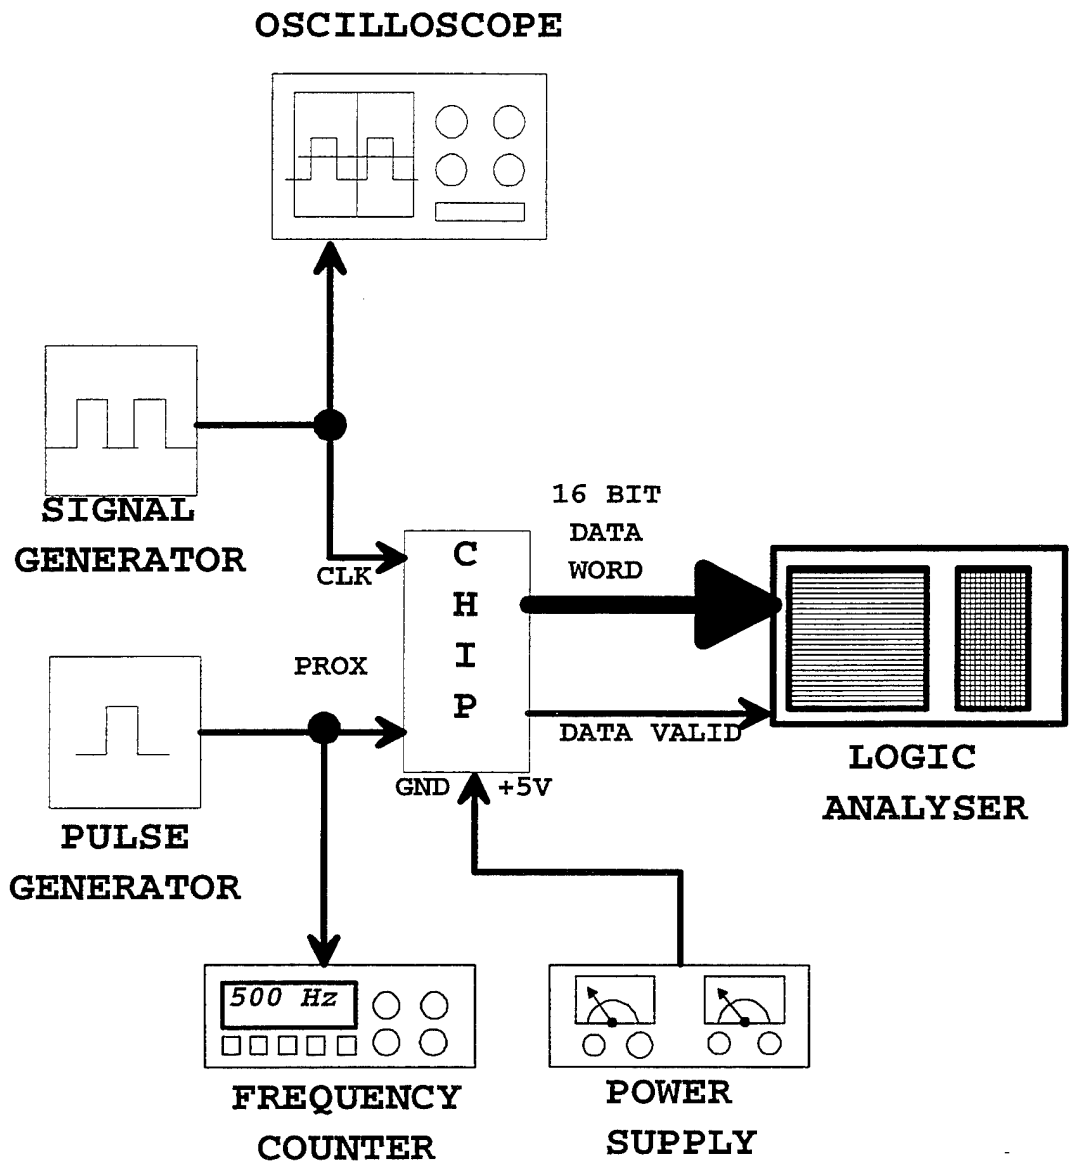 OSCILLOSCOPE
SIGNAL
GENERATOR
CLK
16 BIT
DATA
WORD
C
H
I
P
PROX
DATA VALID
LOGIC
ANALYSER
GND
+5V
PULSE
GENERATOR
500 Hz
FREQUENCY
COUNTER
POWER
SUPPLY